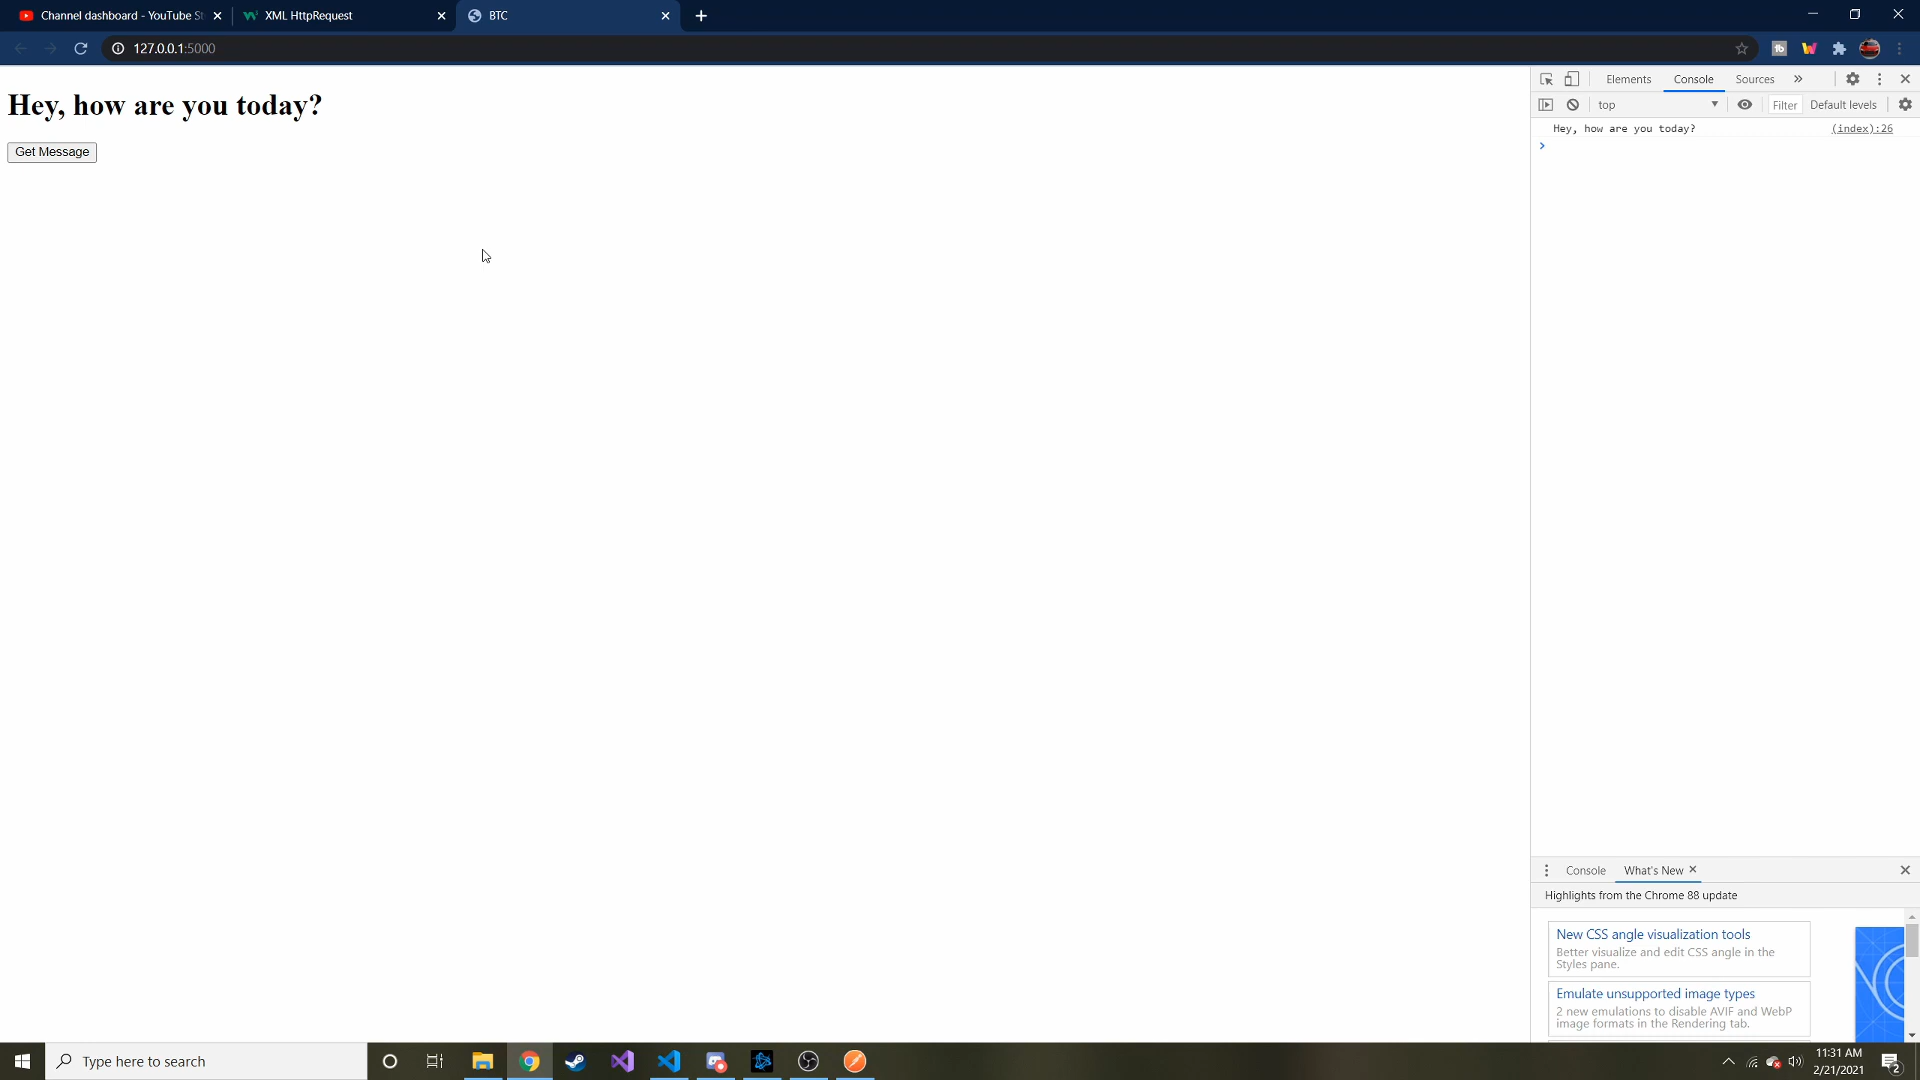 Channel dashboard - YouTube St
XML HttpRequest
BTC
127.0.0.1:5000
Hey, how are you today?
Get Message
Elements
Console
Sources
top
Filter
Default levels
Hey, how are you today?
(index):26
Console
What's New
Highlights from the Chrome 88 update
New CSS angle visualization tools
Better visualize and edit CSS angle in the
Styles pane.
Emulate unsupported image types
2 new emulations to disable AVIF and WebP
image formats in the Rendering tab.
Type here to search
11:31 AM
2/21/2021
2